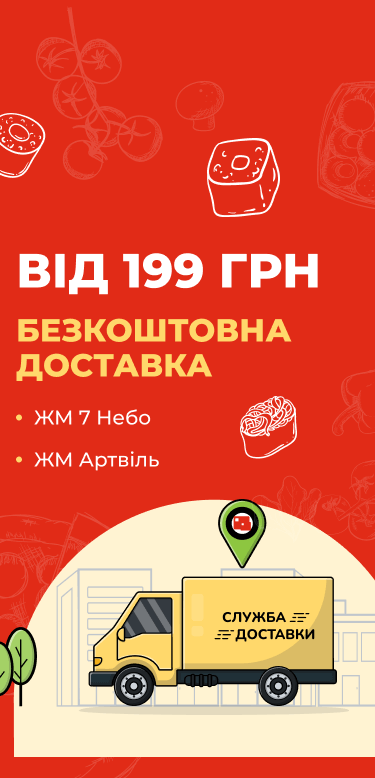 ВІД 199 ГРН
БЕЗКОШТОВНА
ДОСТАВКА
• ЖМ 7 Небо
• ЖМ Артвіль
СЛУЖБА
ДОСТАВКИ